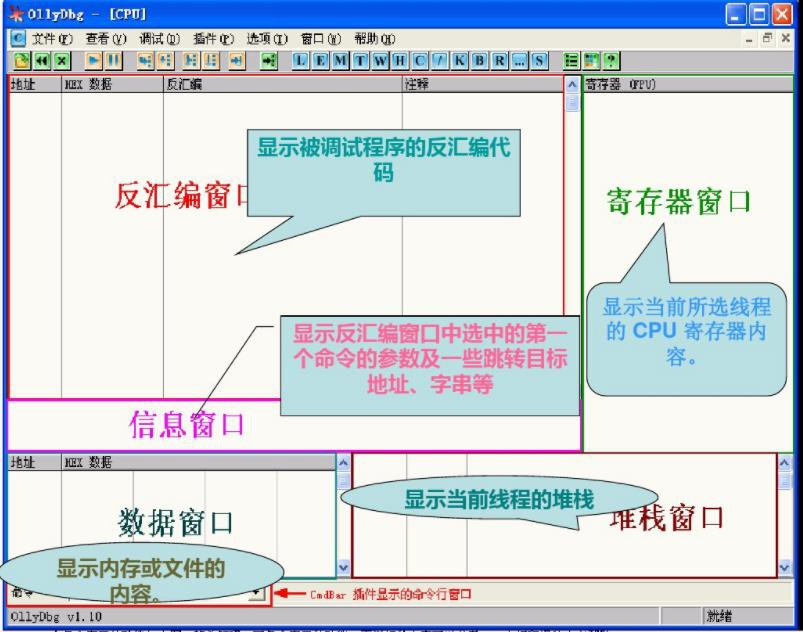 OllyDbg - [CPU]
文件(F) 查看(V) 调试(D) 插件(P) 选项(T) 窗口(W) 帮助(H)
L E M T W H C / K B R ... S
地址 HEX 数据 反汇编 注释
寄存器 (FPU)
显示被调试程序的反汇编代
码
反汇编窗口
寄存器窗口
显示当前所选线程
的 CPU 寄存器内
容。
显示反汇编窗口中选中的第一
个命令的参数及一些跳转目标
地址、字串等
信息窗口
地址 HEX 数据
显示当前线程的堆栈
数据窗口
堆栈窗口
显示内存或文件的
内容。
CmdBar 插件显示的命令行窗口
OllyDbg v1.10
就绪